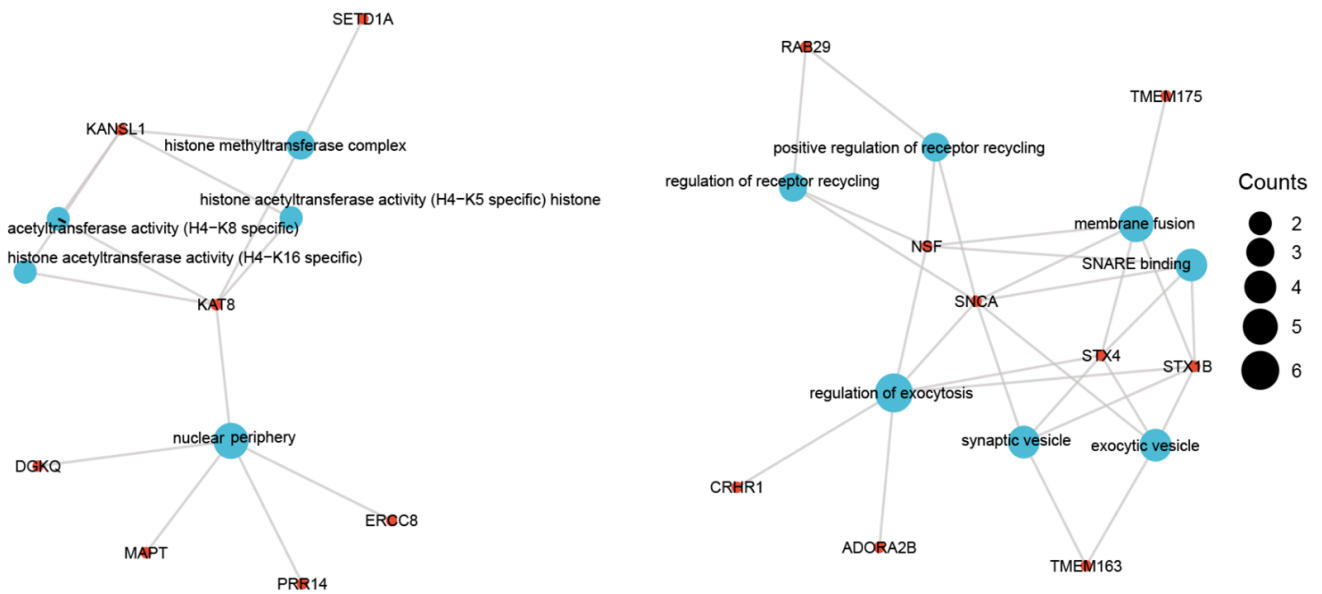 SETD1A
KANSL1
histone methyltransferase complex
histone acetyltransferase activity (H4−K5 specific) histone
acetyltransferase activity (H4−K8 specific)
histone acetyltransferase activity (H4−K16 specific)
KAT8
nuclear periphery
DGKQ
ERCC8
MAPT
PRR14
RAB29
TMEM175
positive regulation of receptor recycling
regulation of receptor recycling
membrane fusion
NSF
SNARE binding
SNCA
STX4
STX1B
regulation of exocytosis
synaptic vesicle
exocytic vesicle
CRHR1
ADORA2B
TMEM163
Counts
2
3
4
5
6